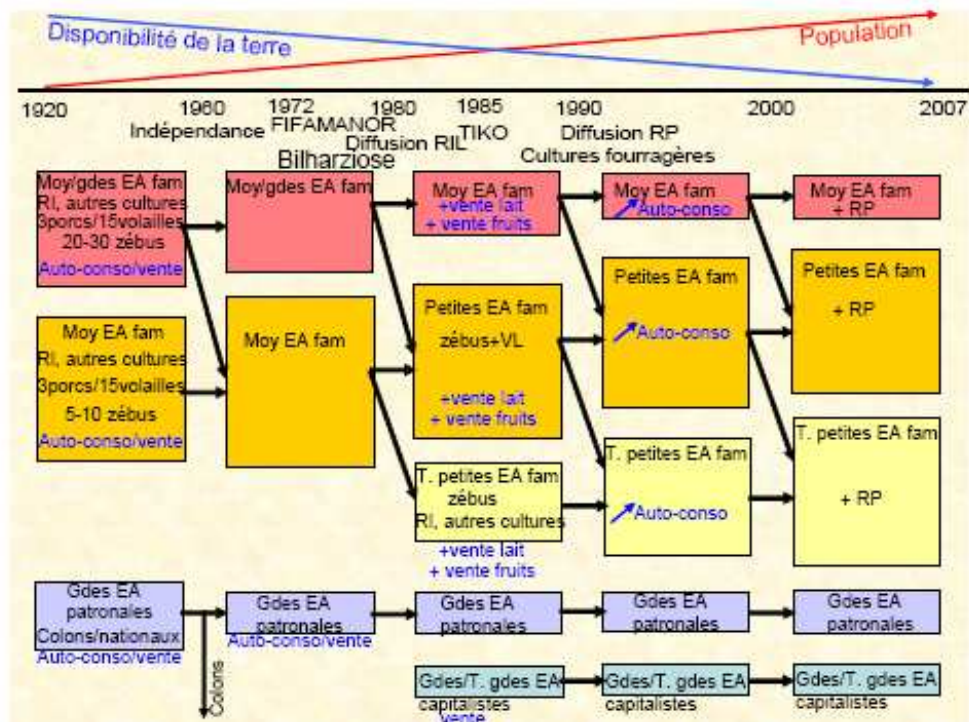 Disponibilité de la terre
Population
1920
1960
1972
1980
1985
1990
2000
2007
Indépendance
FIFAMANOR
Bilharziose
Diffusion RIL
TIKO
Diffusion RP
Cultures fourragères
Moy/gdes EA fam
RI, autres cultures
3porcs/15volailles
20-30 zébus
Auto-conso/vente
Moy/gdes EA fam
Moy EA fam
+vente lait
+ vente fruits
Moy EA fam
Auto-conso
Moy EA fam
+ RP
Moy EA fam
RI, autres cultures
3porcs/15volailles
5-10 zébus
Auto-conso/vente
Moy EA fam
Petites EA fam
zébus+VL
+vente lait
+ vente fruits
Petites EA fam
Auto-conso
Petites EA fam
+ RP
T. petites EA fam
zébus
RI, autres cultures
+vente lait
+ vente fruits
T. petites EA fam
Auto-conso
T. petites EA fam
+ RP
Gdes EA
patronales
Colons/nationaux
Auto-conso/vente
Colons
Gdes EA
patronales
Auto-conso/vente
Gdes EA
patronales
Gdes EA
patronales
Gdes EA
patronales
Gdes/T. gdes EA
capitalistes
vente
Gdes/T. gdes EA
capitalistes
Gdes/T. gdes EA
capitalistes